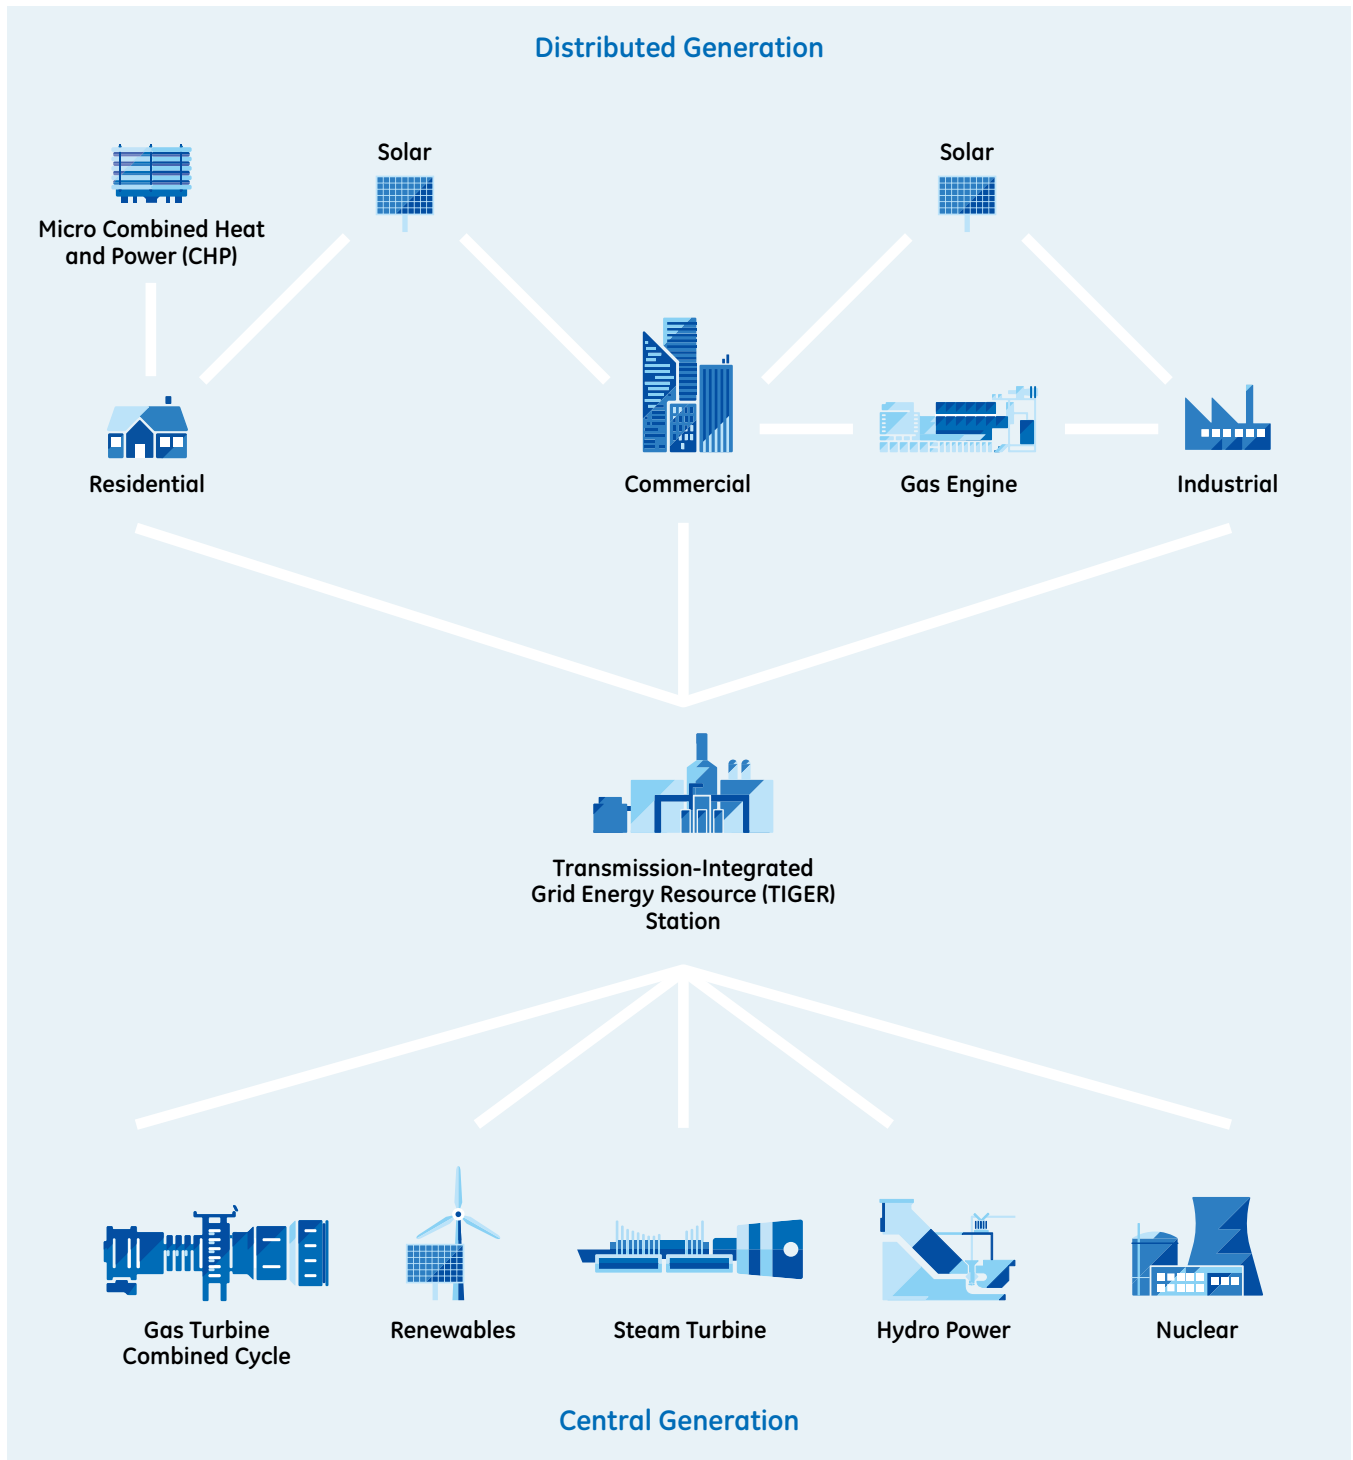 Distributed Generation
Solar
Solar
Micro Combined Heat
and Power (CHP)
Residential
Commercial
Gas Engine
Industrial
Transmission-Integrated
Grid Energy Resource (TIGER)
Station
Gas Turbine
Combined Cycle
Renewables
Steam Turbine
Hydro Power
Nuclear
Central Generation